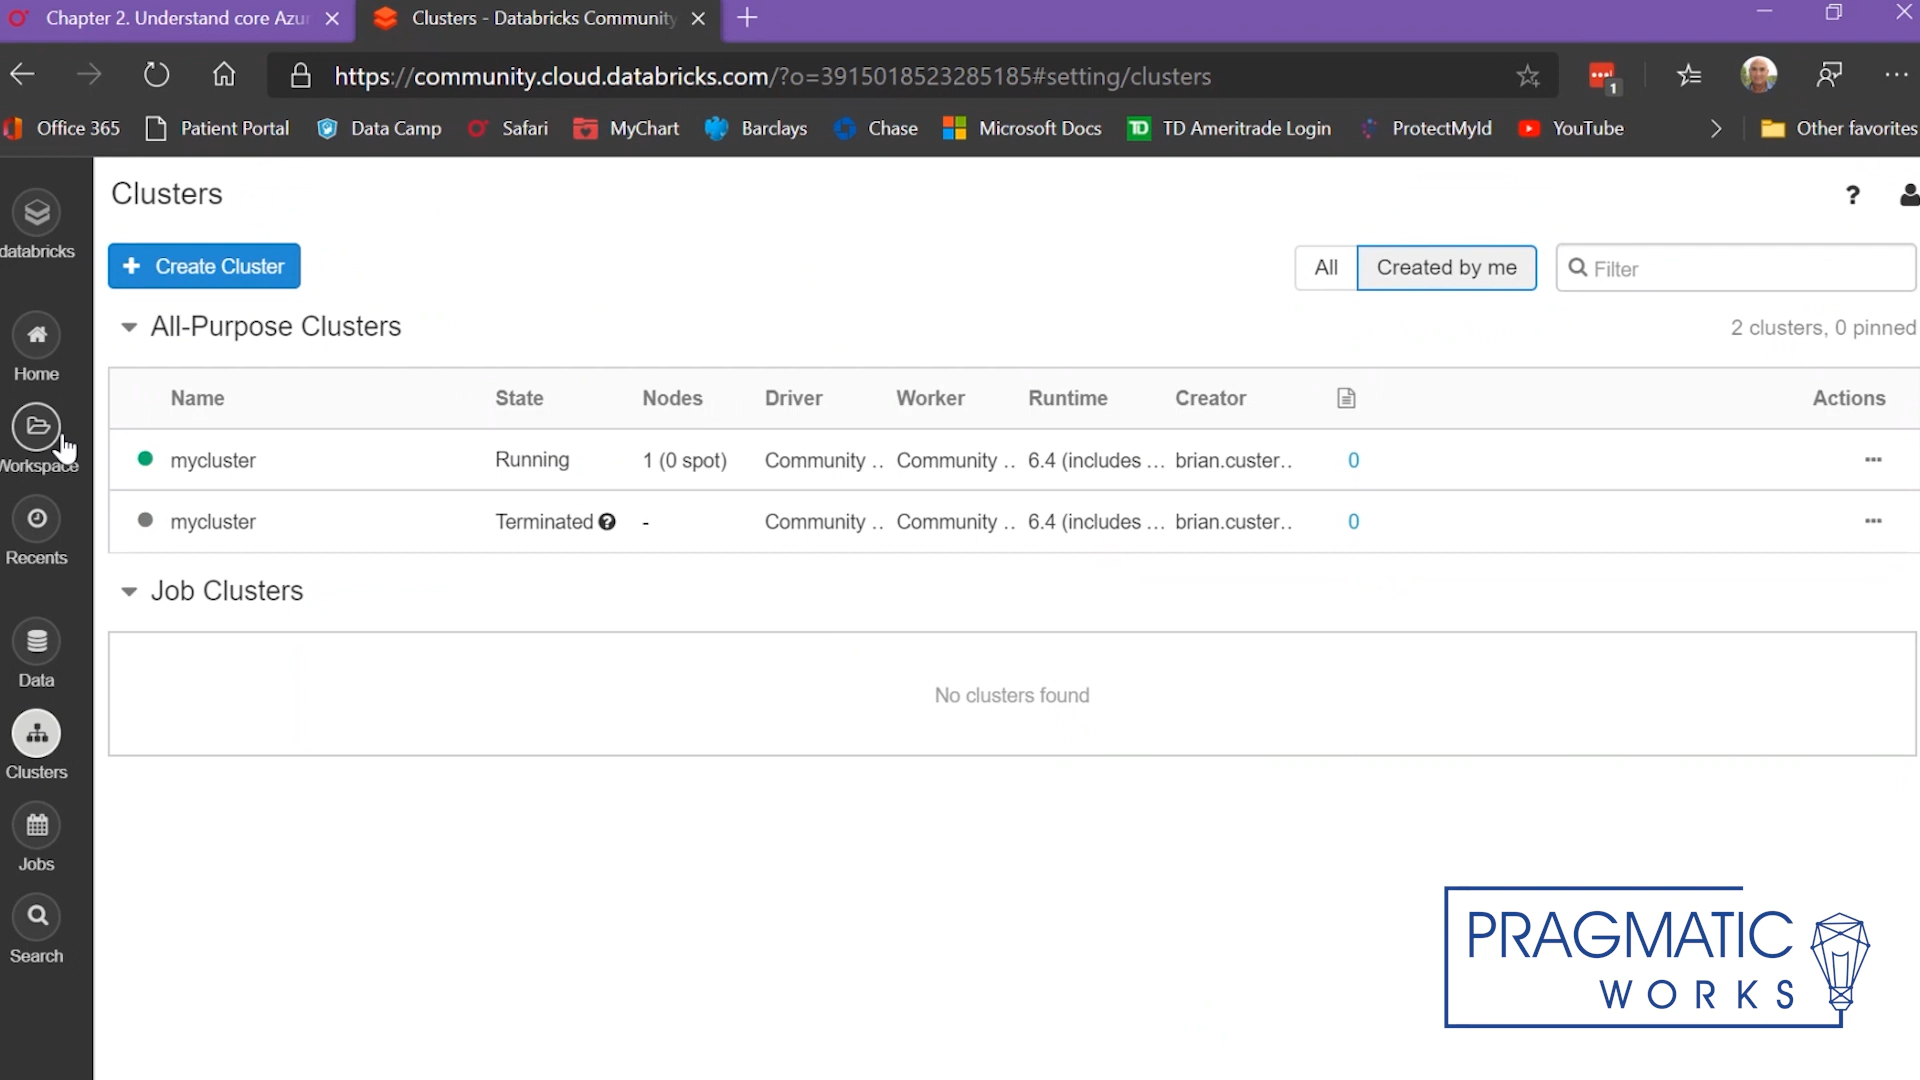 Chapter 2. Understand core Azu
Clusters - Databricks Community
https://community.cloud.databricks.com/?o=3915018523285185#setting/clusters
1
Office 365
Patient Portal
Data Camp
Safari
MyChart
Barclays
Chase
Microsoft Docs
TD
TD Ameritrade Login
ProtectMyId
YouTube
Other favorites
databricks
Home
Workspace
Recents
Data
Clusters
Jobs
Search
Clusters
?
+ Create Cluster
All
Created by me
Filter
All-Purpose Clusters
2 clusters, 0 pinned
Name State Nodes Driver Worker Runtime Creator Actions
mycluster Running 1 (0 spot) Community .. Community .. 6.4 (includes ... brian.custer.. 0 ...
mycluster Terminated ? - Community .. Community .. 6.4 (includes ... brian.custer.. 0 ...
Job Clusters
No clusters found
PRAGMATIC
WORKS